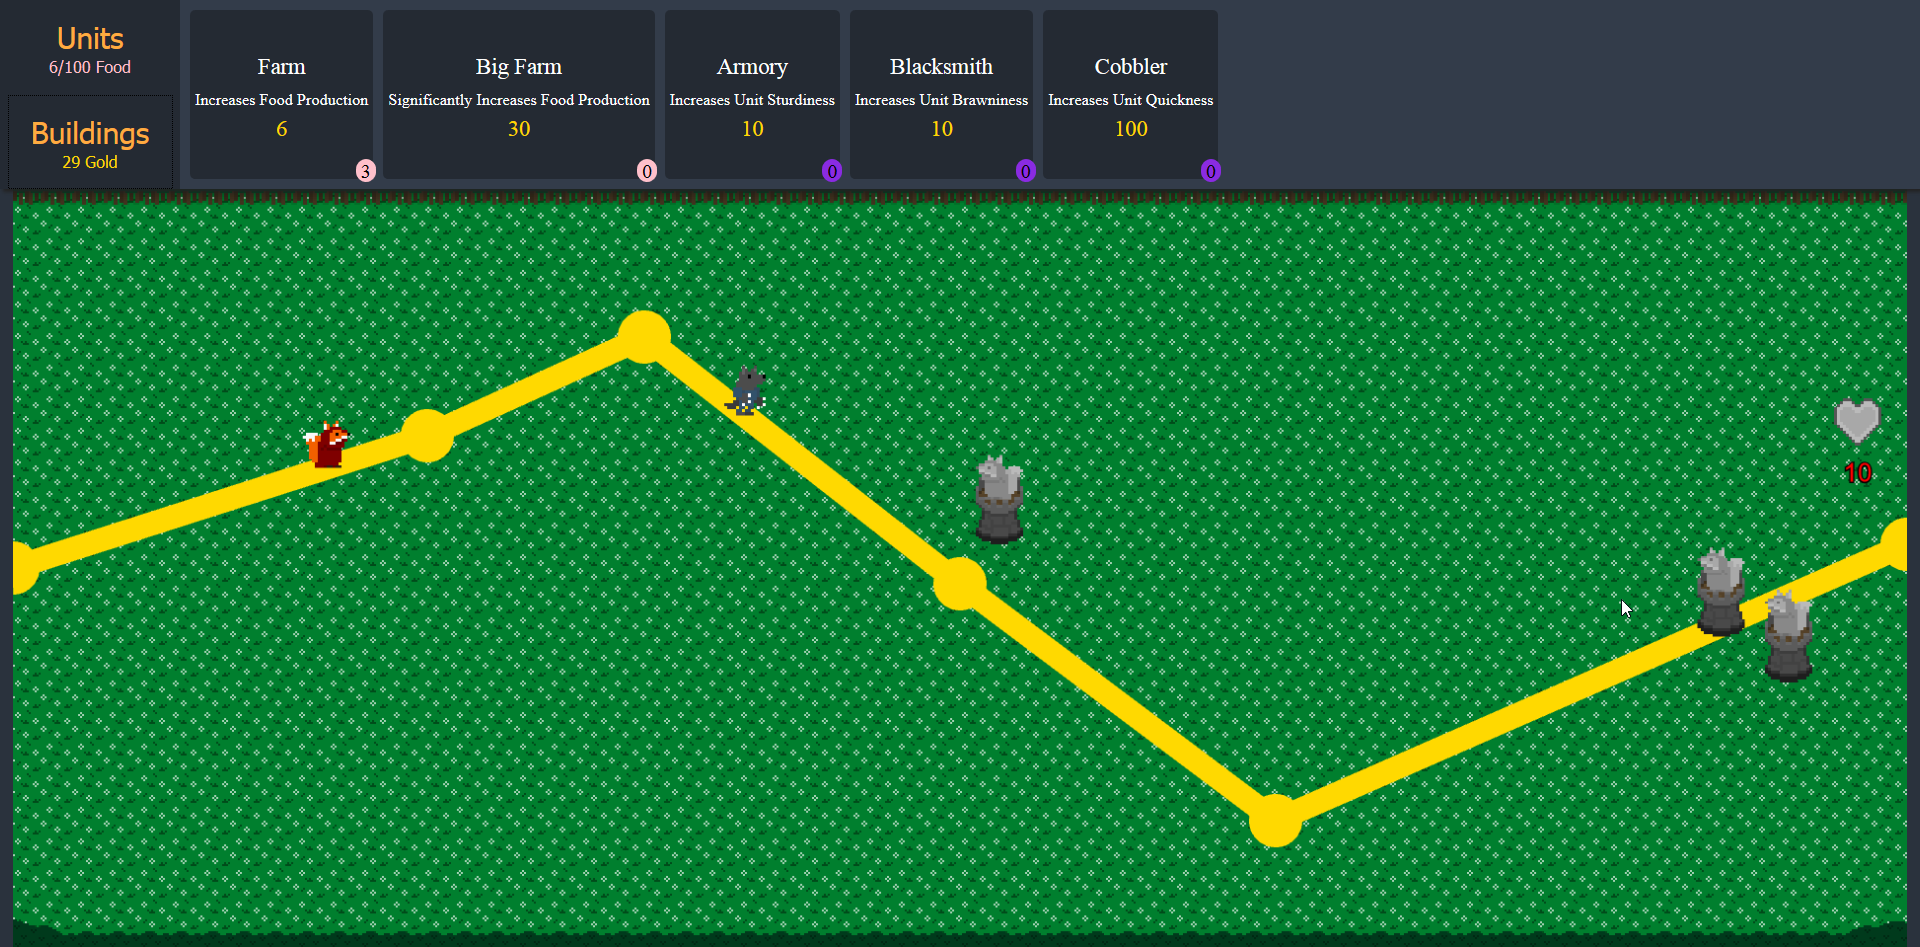 Units
6/100 Food
Buildings
29 Gold
Farm
Increases Food Production
6
3
Big Farm
Significantly Increases Food Production
30
0
Armory
Increases Unit Sturdiness
10
0
Blacksmith
Increases Unit Brawniness
10
0
Cobbler
Increases Unit Quickness
100
0
10